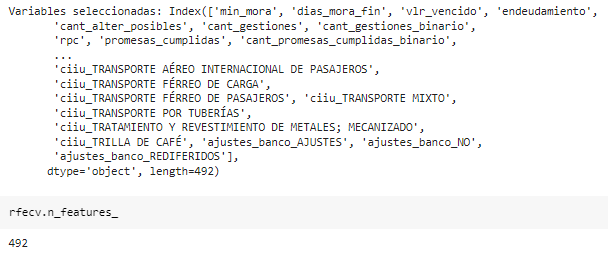 Variables seleccionadas: Index(['min_mora', 'dias_mora_fin', 'vlr_vencido', 'endeudamiento',
'cant_alter_posibles', 'cant_gestiones', 'cant_gestiones_binario',
'rpc', 'promesas_cumplidas', 'cant_promesas_cumplidas_binario',
...
'ciiu_TRANSPORTE AÉREO INTERNACIONAL DE PASAJEROS',
'ciiu_TRANSPORTE FÉRREO DE CARGA',
'ciiu_TRANSPORTE FÉRREO DE PASAJEROS', 'ciiu_TRANSPORTE MIXTO',
'ciiu_TRANSPORTE POR TUBERÍAS',
'ciiu_TRATAMIENTO Y REVESTIMIENTO DE METALES; MECANIZADO',
'ciiu_TRILLA DE CAFÉ', 'ajustes_banco_AJUSTES', 'ajustes_banco_NO',
'ajustes_banco_REDIFERIDOS'],
dtype='object', length=492)
rfecv.n_features_
492